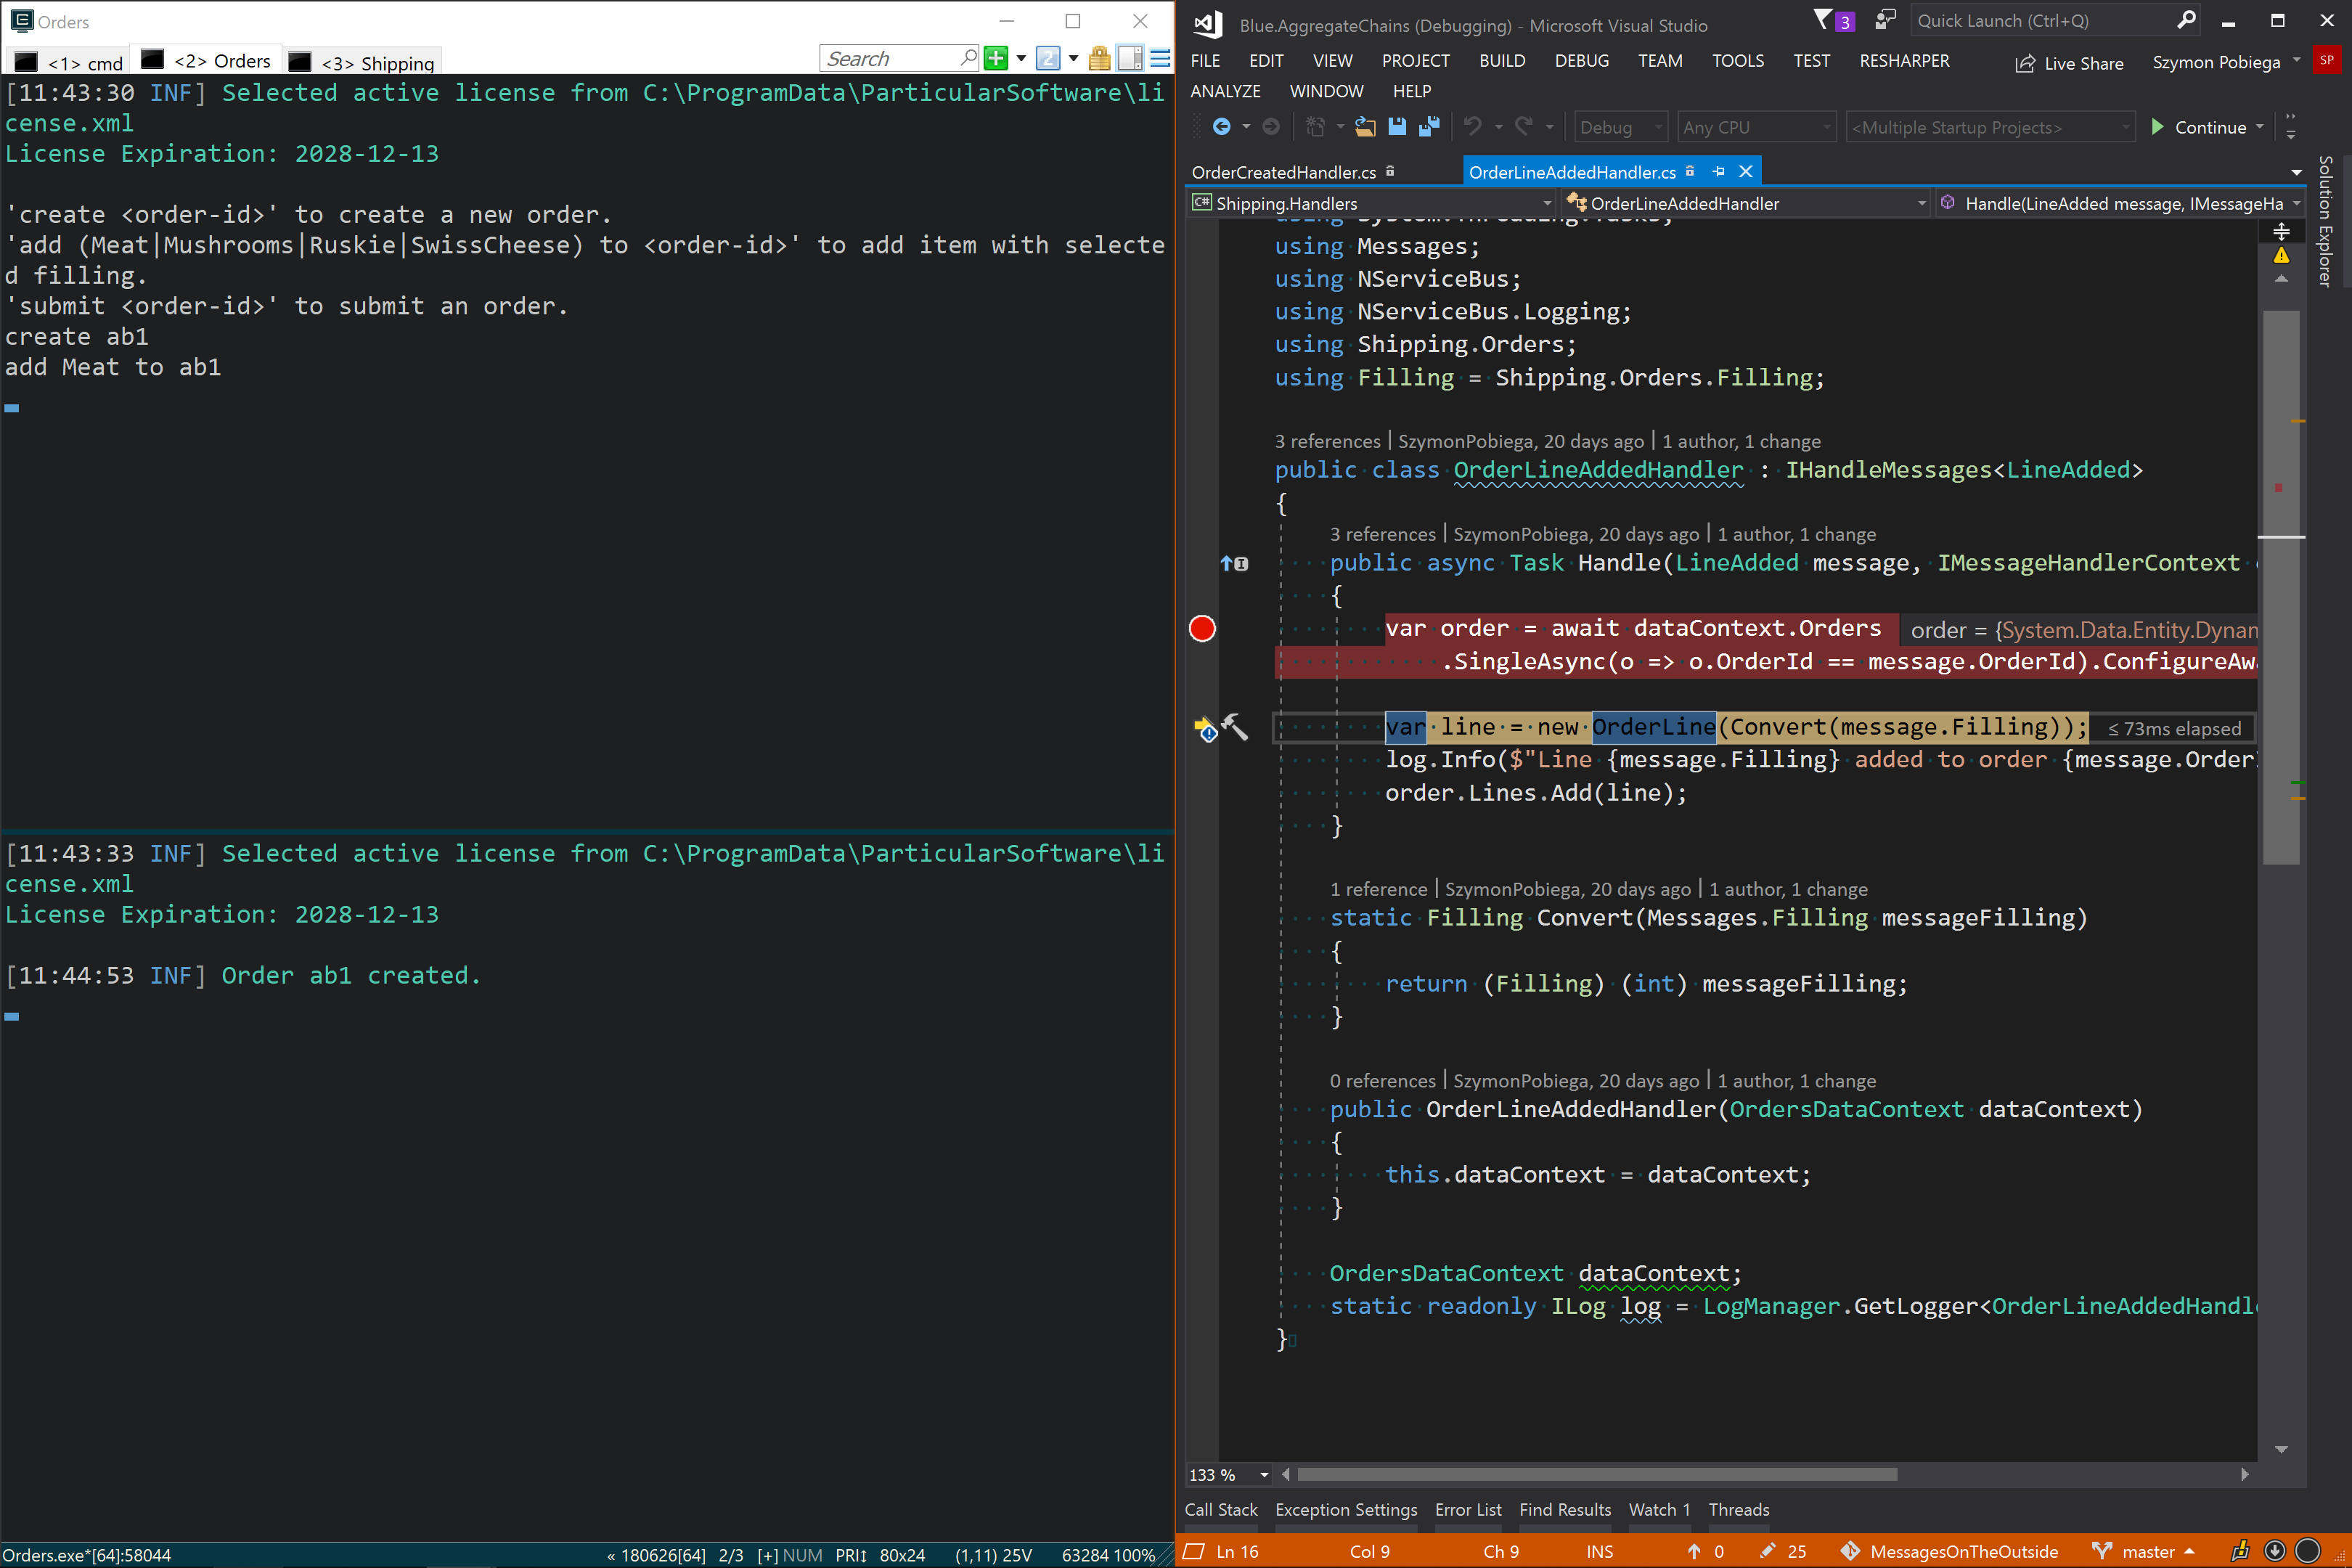 Orders
<1> cmd
<2> Orders
<3> Shipping
Search
2
[11:43:30 INF] Selected active license from C:\ProgramData\ParticularSoftware\li
cense.xml
License Expiration: 2028-12-13
'create <order-id>' to create a new order.
'add (Meat|Mushrooms|Ruskie|SwissCheese) to <order-id>' to add item with selecte
d filling.
'submit <order-id>' to submit an order.
create ab1
add Meat to ab1
[11:43:33 INF] Selected active license from C:\ProgramData\ParticularSoftware\li
cense.xml
License Expiration: 2028-12-13
[11:44:53 INF] Order ab1 created.
Orders.exe*[64]:58044
« 180626[64] 2/3 [+] NUM PRI↕ 80x24 (1,11) 25V 63284 100%
Blue.AggregateChains (Debugging) - Microsoft Visual Studio
3
Quick Launch (Ctrl+Q)
FILE EDIT VIEW PROJECT BUILD DEBUG TEAM TOOLS TEST RESHARPER
Live Share
Szymon Pobiega
SP
ANALYZE WINDOW HELP
Debug
Any CPU
<Multiple Startup Projects>
Continue
OrderCreatedHandler.cs
OrderLineAddedHandler.cs
Solution Explorer
C# Shipping.Handlers
OrderLineAddedHandler
Handle(LineAdded message, IMessageHa
using System.Threading.Tasks;
using Messages;
using NServiceBus;
using NServiceBus.Logging;
using Shipping.Orders;
using Filling = Shipping.Orders.Filling;
3 references | SzymonPobiega, 20 days ago | 1 author, 1 change
public class OrderLineAddedHandler : IHandleMessages<LineAdded>
{
3 references | SzymonPobiega, 20 days ago | 1 author, 1 change
public async Task Handle(LineAdded message, IMessageHandlerContext
{
var order = await dataContext.Orders order = {System.Data.Entity.Dynan
.SingleAsync(o => o.OrderId == message.OrderId).ConfigureAw
var line = new OrderLine(Convert(message.Filling)); ≤ 73ms elapsed
log.Info($"Line {message.Filling} added to order {message.Order
order.Lines.Add(line);
}
1 reference | SzymonPobiega, 20 days ago | 1 author, 1 change
static Filling Convert(Messages.Filling messageFilling)
{
return (Filling) (int) messageFilling;
}
0 references | SzymonPobiega, 20 days ago | 1 author, 1 change
public OrderLineAddedHandler(OrdersDataContext dataContext)
{
this.dataContext = dataContext;
}
OrdersDataContext dataContext;
static readonly ILog log = LogManager.GetLogger<OrderLineAddedHandl
}
133 %
Call Stack Exception Settings Error List Find Results Watch 1 Threads
Ln 16 Col 9 Ch 9 INS 0 25 MessagesOnTheOutside master